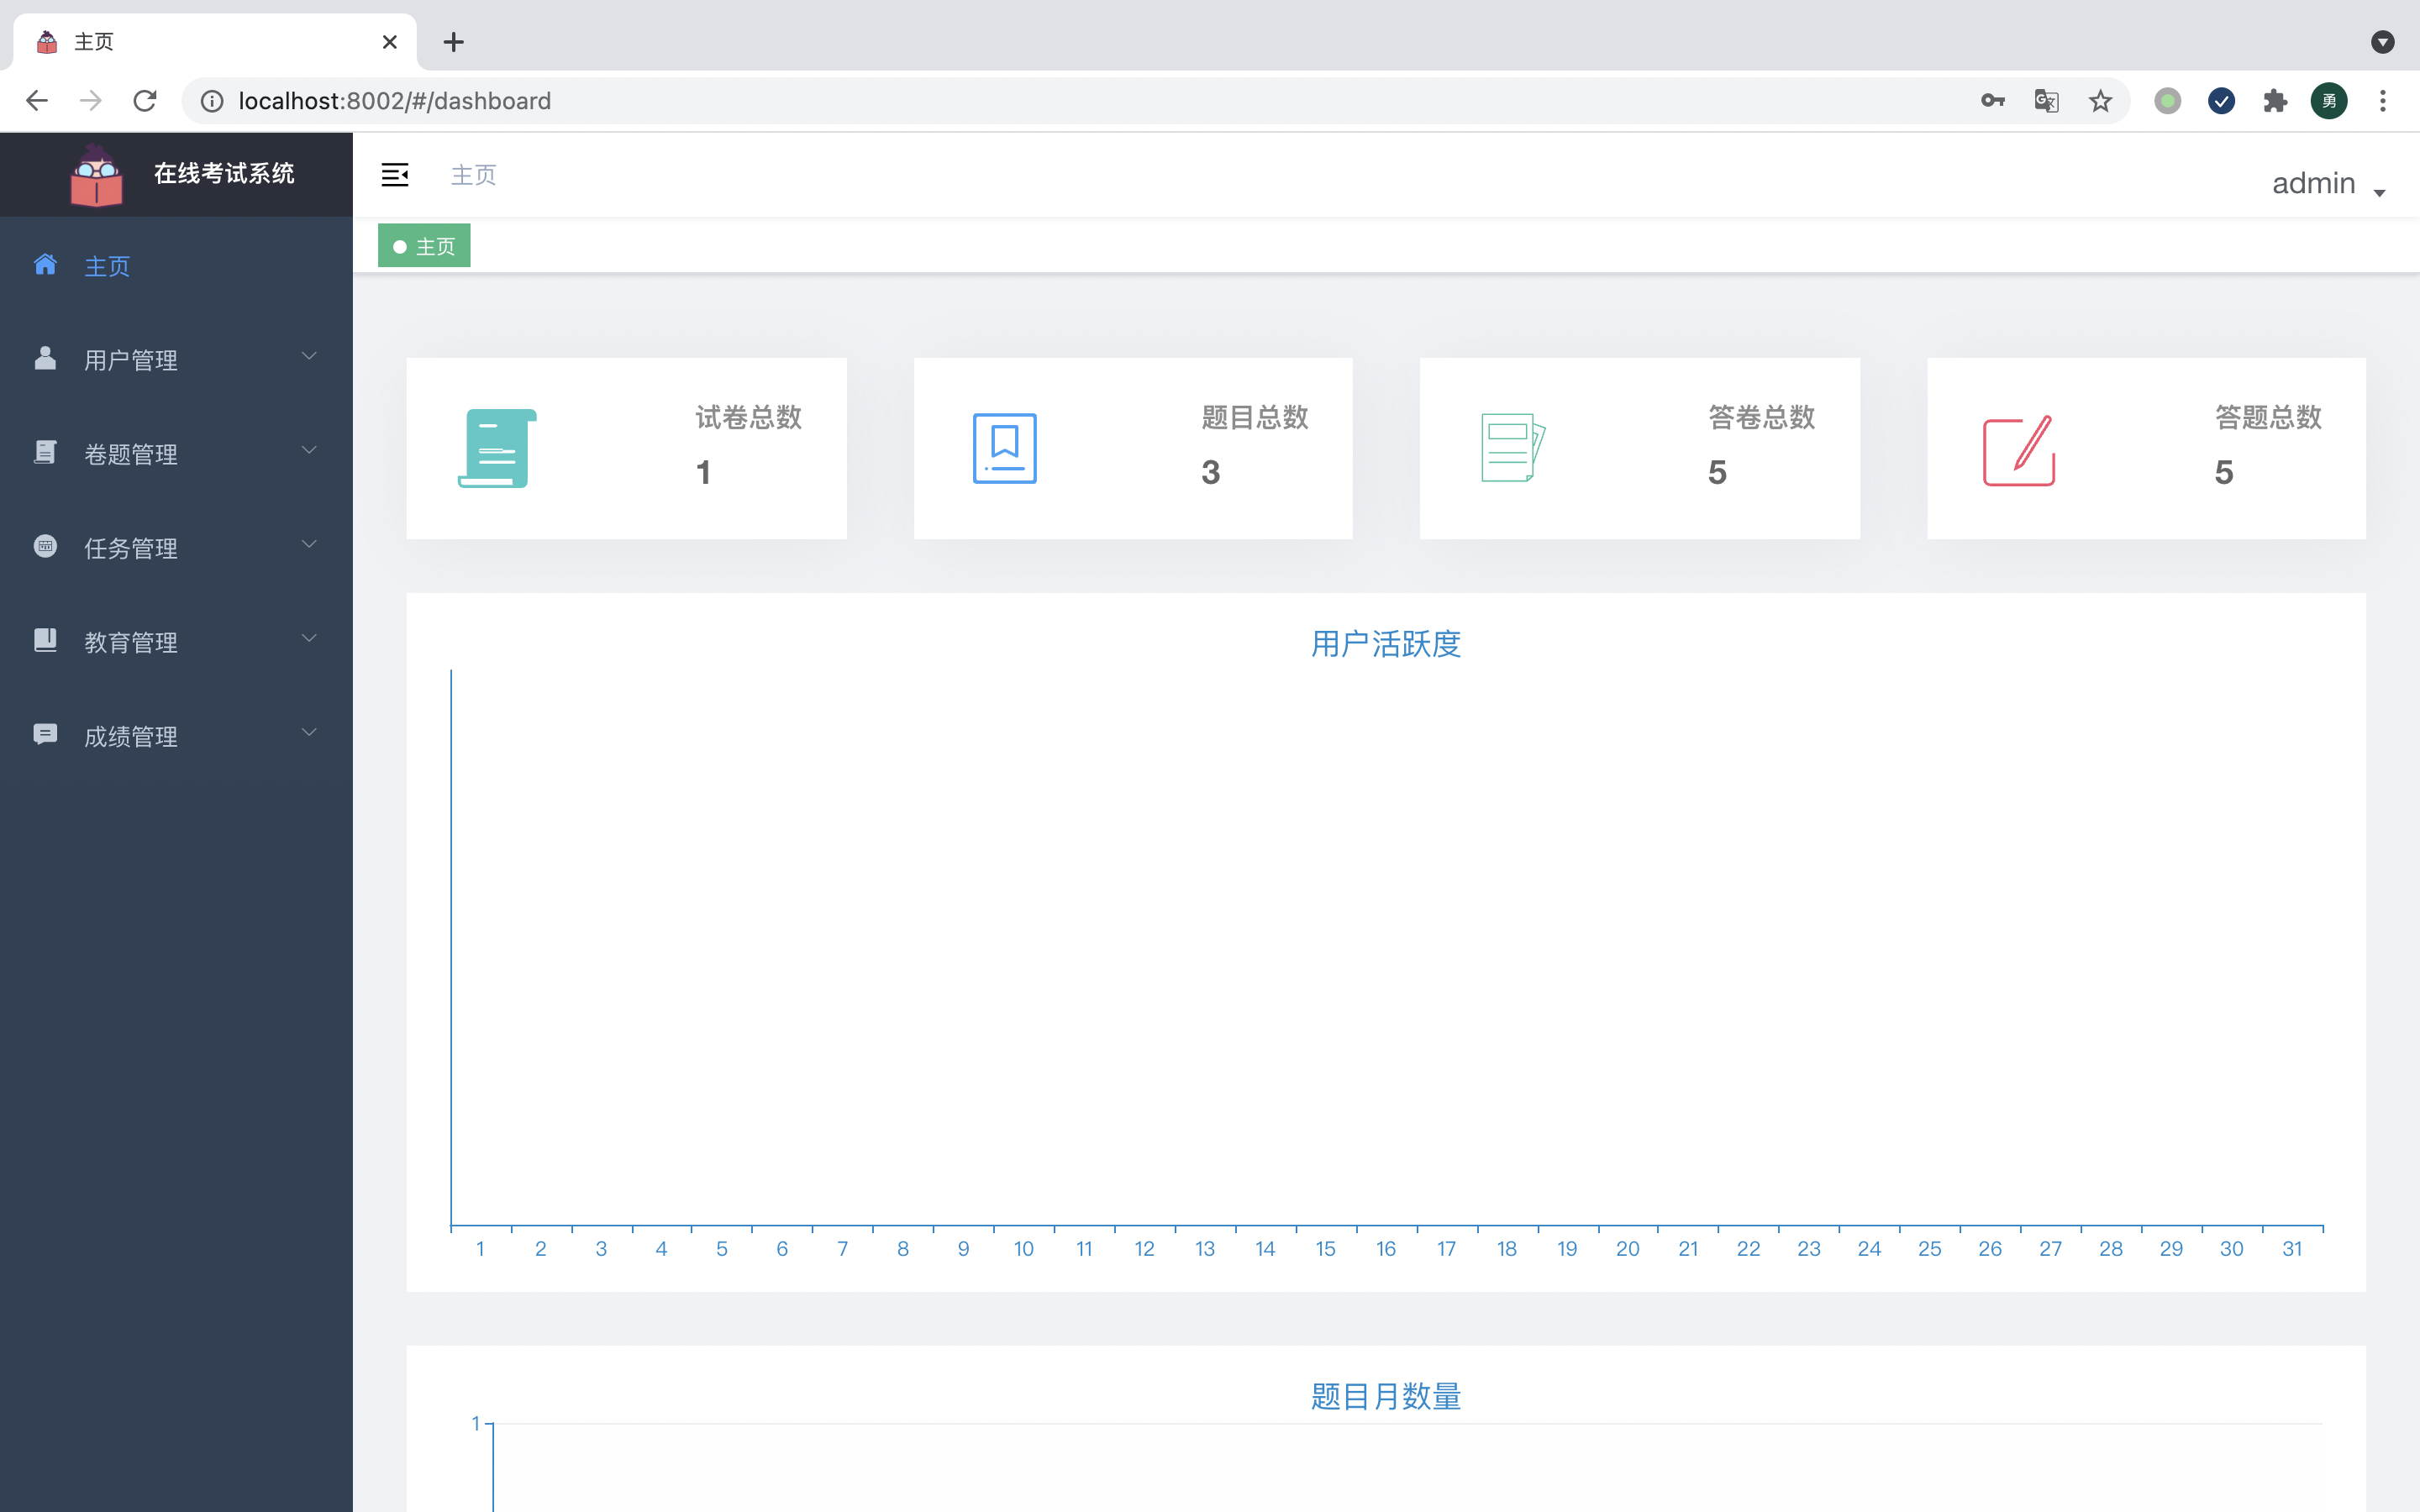 主页
localhost:8002/#/dashboard
勇
在线考试系统
主页
admin
主页
主页
用户管理
卷题管理
任务管理
教育管理
成绩管理
试卷总数
1
题目总数
3
答卷总数
5
答题总数
5
用户活跃度
1 2 3 4 5 6 7 8 9 10 11 12 13 14 15 16 17 18 19 20 21 22 23 24 25 26 27 28 29 30 31
题目月数量
1